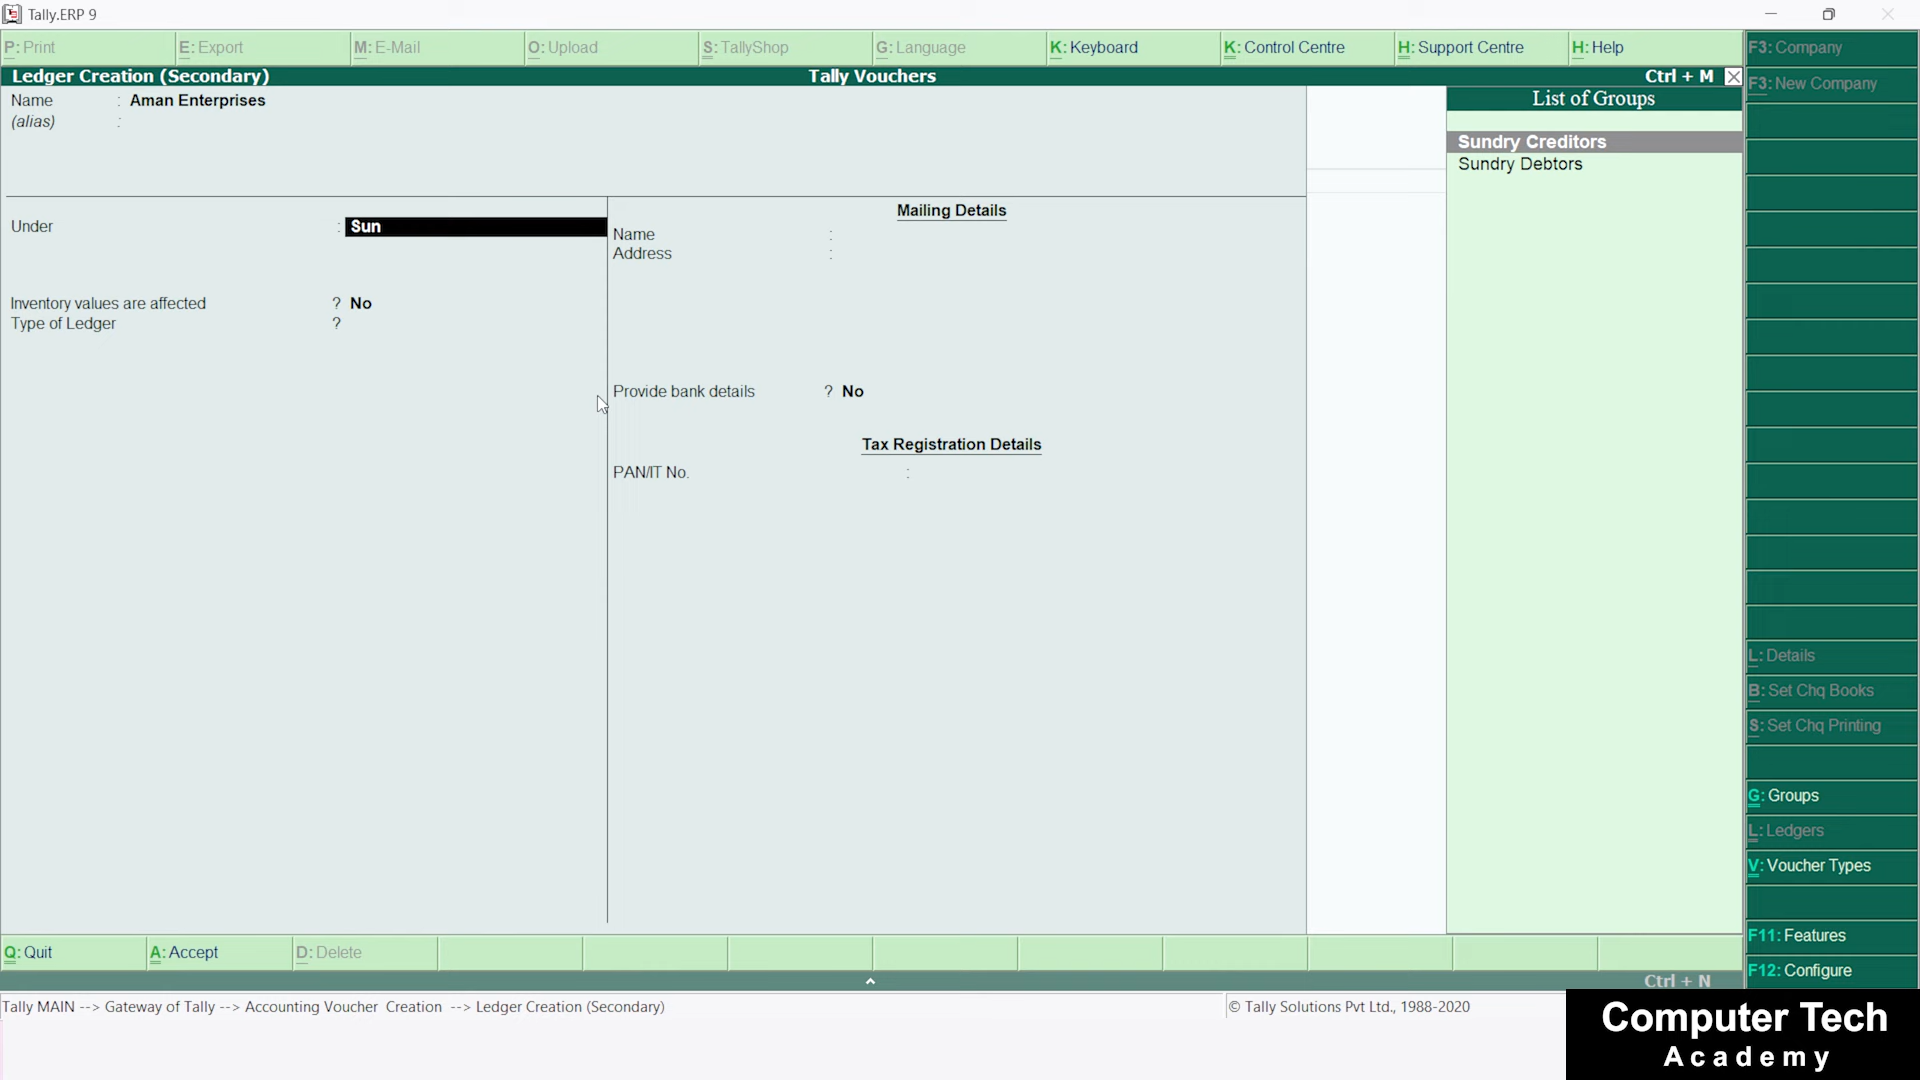 Tally.ERP 9
P: Print E: Export M: E-Mail O: Upload S: TallyShop G: Language K: Keyboard K: Control Centre H: Support Centre H: Help
Ledger Creation (Secondary) Tally Vouchers Ctrl + M
Name : Aman Enterprises
(alias) :
Under : Sun
Inventory values are affected ? No
Type of Ledger ?
Mailing Details
Name :
Address :
Provide bank details ? No
Tax Registration Details
PAN/IT No. :
List of Groups
Sundry Creditors
Sundry Debtors
F3: Company
F3: New Company
L: Details
B: Set Chq Books
S: Set Chq Printing
G: Groups
L: Ledgers
V: Voucher Types
F11: Features
F12: Configure
Q: Quit A: Accept D: Delete
Ctrl + N
Tally MAIN --> Gateway of Tally --> Accounting Voucher Creation --> Ledger Creation (Secondary) © Tally Solutions Pvt Ltd., 1988-2020
Computer Tech
Academy